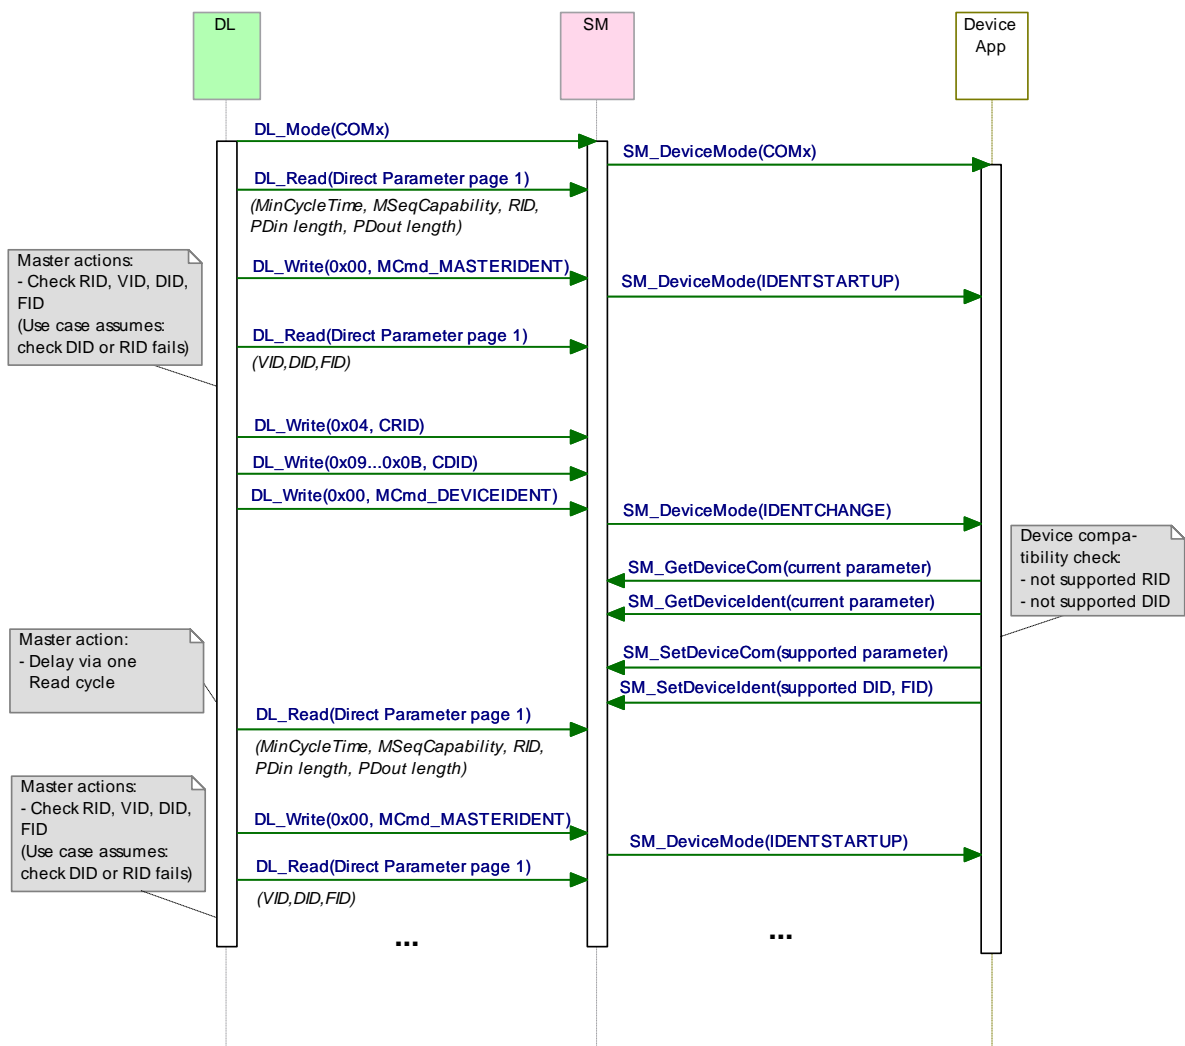 DL
SM
Device
App
DL_Mode(COMx)
SM_DeviceMode(COMx)
DL_Read(Direct Parameter page 1)
(MinCycleTime, MSeqCapability, RID,
PDin length, PDout length)
Master actions:
- Check RID, VID, DID,
FID
(Use case assumes:
check DID or RID fails)
DL_Write(0x00, MCmd_MASTERIDENT)
SM_DeviceMode(IDENTSTARTUP)
DL_Read(Direct Parameter page 1)
(VID,DID,FID)
DL_Write(0x04, CRID)
DL_Write(0x09...0x0B, CDID)
DL_Write(0x00, MCmd_DEVICEIDENT)
SM_DeviceMode(IDENTCHANGE)
Device compa-
tibility check:
- not supported RID
- not supported DID
SM_GetDeviceCom(current parameter)
SM_GetDeviceIdent(current parameter)
SM_SetDeviceCom(supported parameter)
SM_SetDeviceIdent(supported DID, FID)
Master action:
- Delay via one
Read cycle
DL_Read(Direct Parameter page 1)
(MinCycleTime, MSeqCapability, RID,
PDin length, PDout length)
Master actions:
- Check RID, VID, DID,
FID
(Use case assumes:
check DID or RID fails)
DL_Write(0x00, MCmd_MASTERIDENT)
SM_DeviceMode(IDENTSTARTUP)
DL_Read(Direct Parameter page 1)
(VID,DID,FID)
...
...